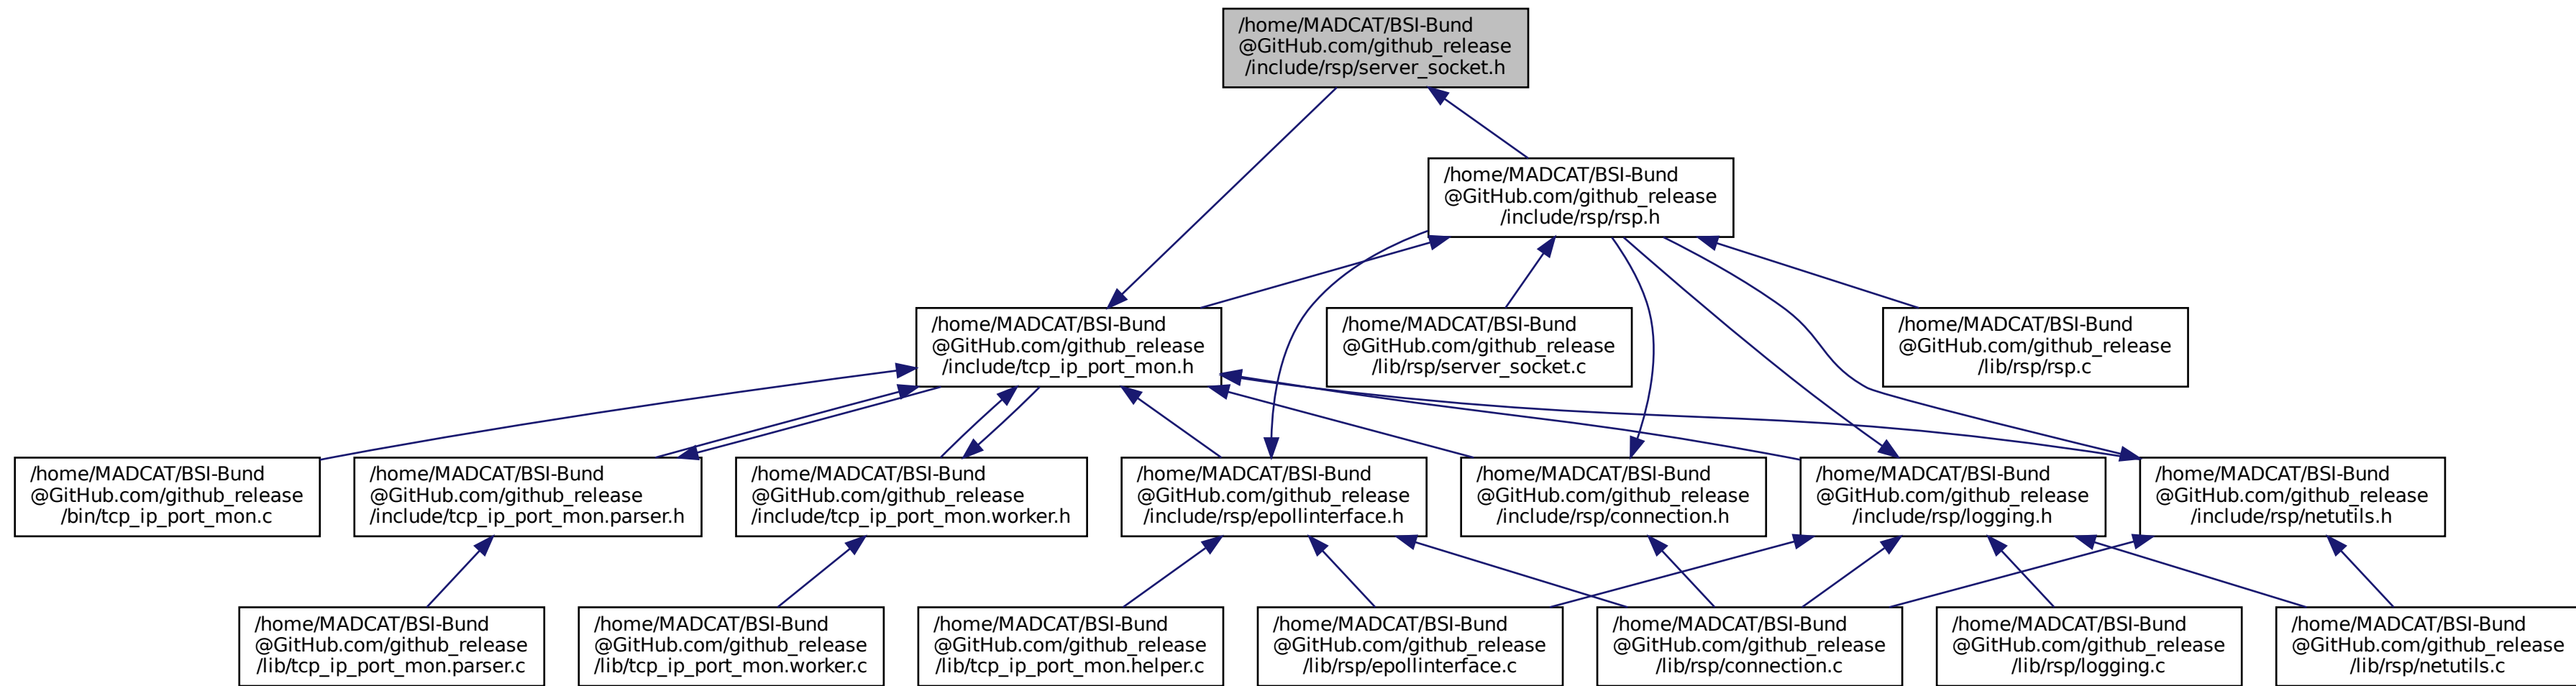 /home/MADCAT/BSI-Bund
@GitHub.com/github_release
/include/rsp/server_socket.h
/home/MADCAT/BSI-Bund
@GitHub.com/github_release
/include/rsp/rsp.h
/home/MADCAT/BSI-Bund
@GitHub.com/github_release
/include/tcp_ip_port_mon.h
/home/MADCAT/BSI-Bund
@GitHub.com/github_release
/lib/rsp/server_socket.c
/home/MADCAT/BSI-Bund
@GitHub.com/github_release
/lib/rsp/rsp.c
/home/MADCAT/BSI-Bund
@GitHub.com/github_release
/bin/tcp_ip_port_mon.c
/home/MADCAT/BSI-Bund
@GitHub.com/github_release
/include/tcp_ip_port_mon.parser.h
/home/MADCAT/BSI-Bund
@GitHub.com/github_release
/include/tcp_ip_port_mon.worker.h
/home/MADCAT/BSI-Bund
@GitHub.com/github_release
/include/rsp/epollinterface.h
/home/MADCAT/BSI-Bund
@GitHub.com/github_release
/include/rsp/connection.h
/home/MADCAT/BSI-Bund
@GitHub.com/github_release
/include/rsp/logging.h
/home/MADCAT/BSI-Bund
@GitHub.com/github_release
/include/rsp/netutils.h
/home/MADCAT/BSI-Bund
@GitHub.com/github_release
/lib/tcp_ip_port_mon.parser.c
/home/MADCAT/BSI-Bund
@GitHub.com/github_release
/lib/tcp_ip_port_mon.worker.c
/home/MADCAT/BSI-Bund
@GitHub.com/github_release
/lib/tcp_ip_port_mon.helper.c
/home/MADCAT/BSI-Bund
@GitHub.com/github_release
/lib/rsp/epollinterface.c
/home/MADCAT/BSI-Bund
@GitHub.com/github_release
/lib/rsp/connection.c
/home/MADCAT/BSI-Bund
@GitHub.com/github_release
/lib/rsp/logging.c
/home/MADCAT/BSI-Bund
@GitHub.com/github_release
/lib/rsp/netutils.c